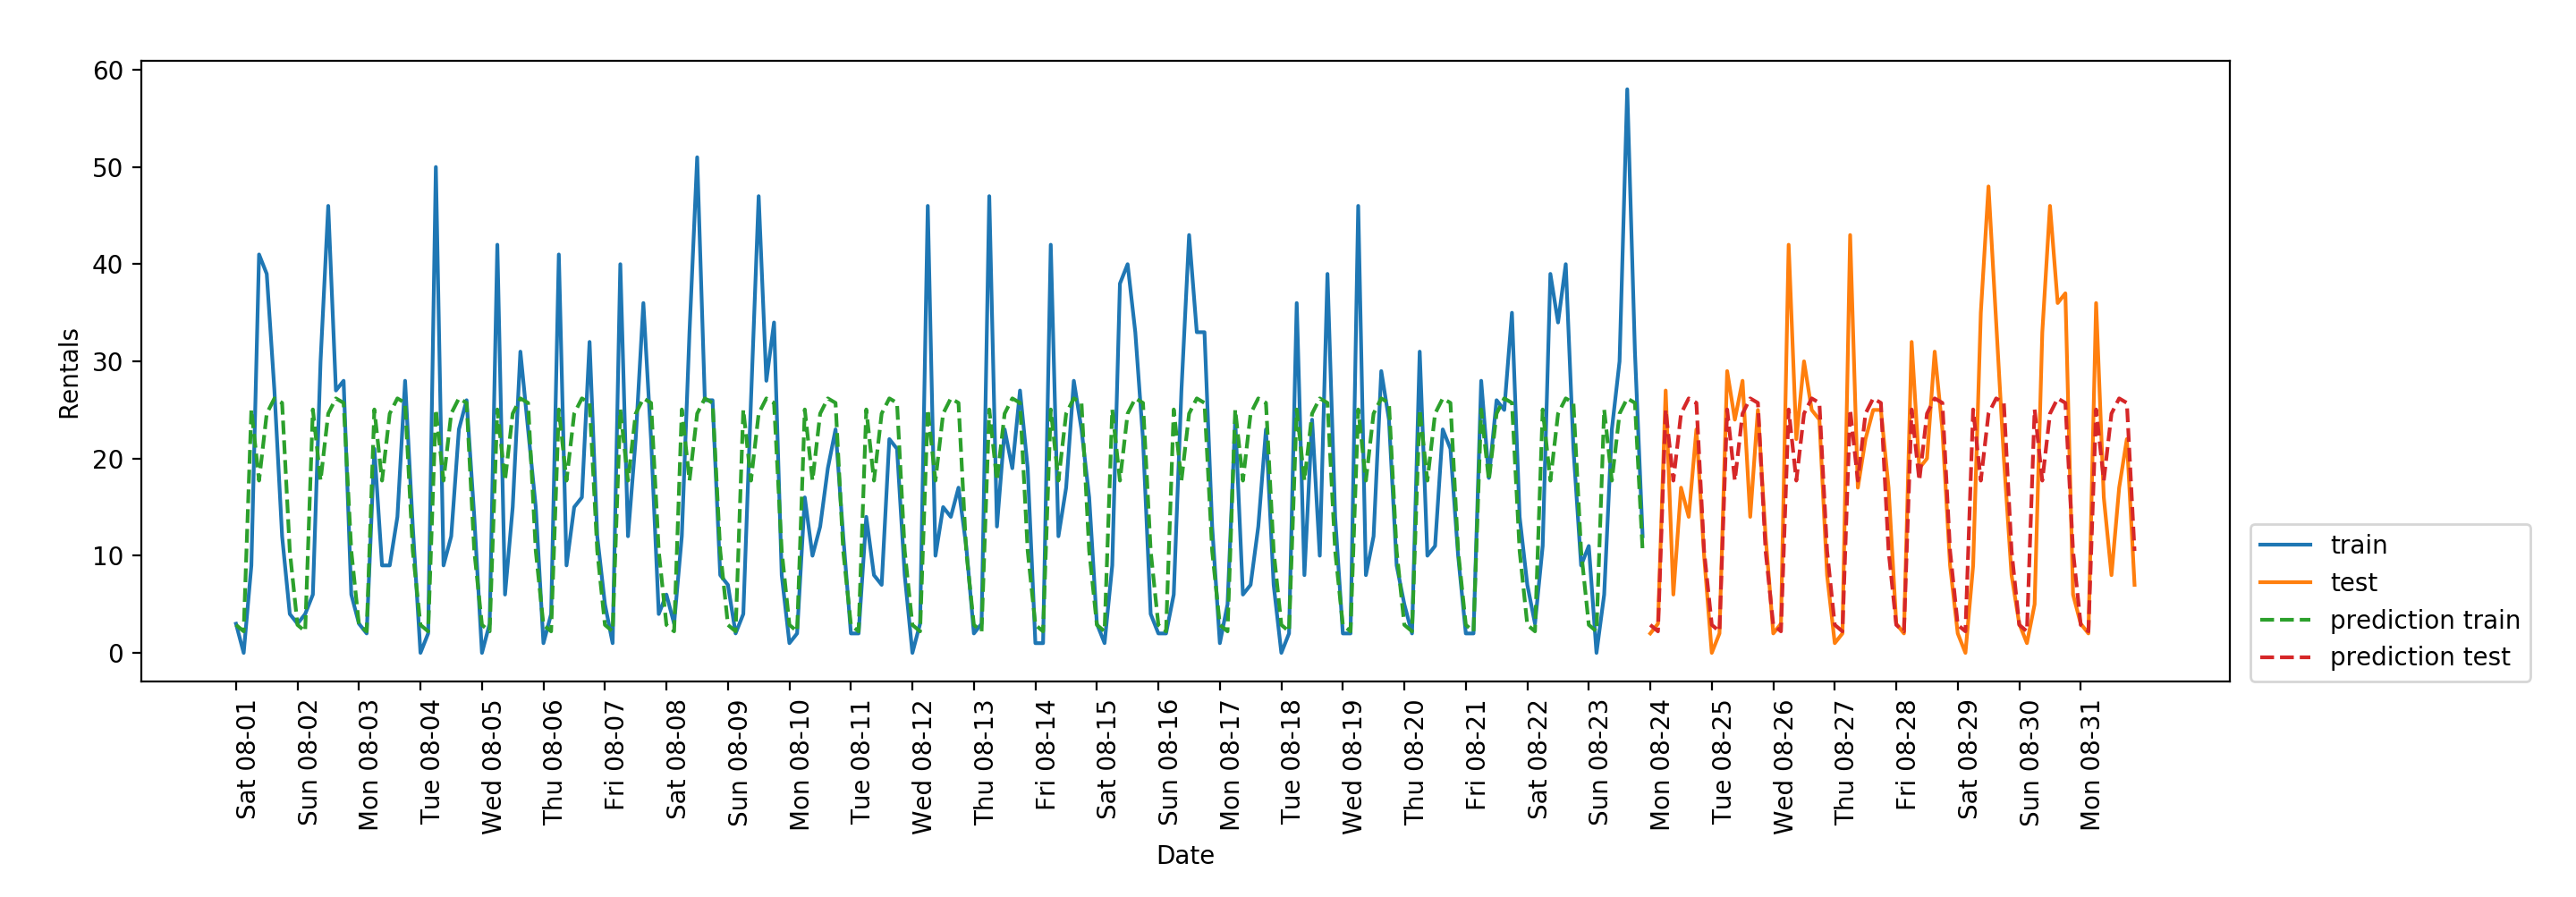 60
50
40
30
20
10
0
Rentals
Sat 08-01
Sun 08-02
Mon 08-03
Tue 08-04
Wed 08-05
Thu 08-06
Fri 08-07
Sat 08-08
Sun 08-09
Mon 08-10
Tue 08-11
Wed 08-12
Thu 08-13
Fri 08-14
Sat 08-15
Sun 08-16
Mon 08-17
Tue 08-18
Wed 08-19
Thu 08-20
Fri 08-21
Sat 08-22
Sun 08-23
Mon 08-24
Tue 08-25
Wed 08-26
Thu 08-27
Fri 08-28
Sat 08-29
Sun 08-30
Mon 08-31
Date
train
test
prediction train
prediction test